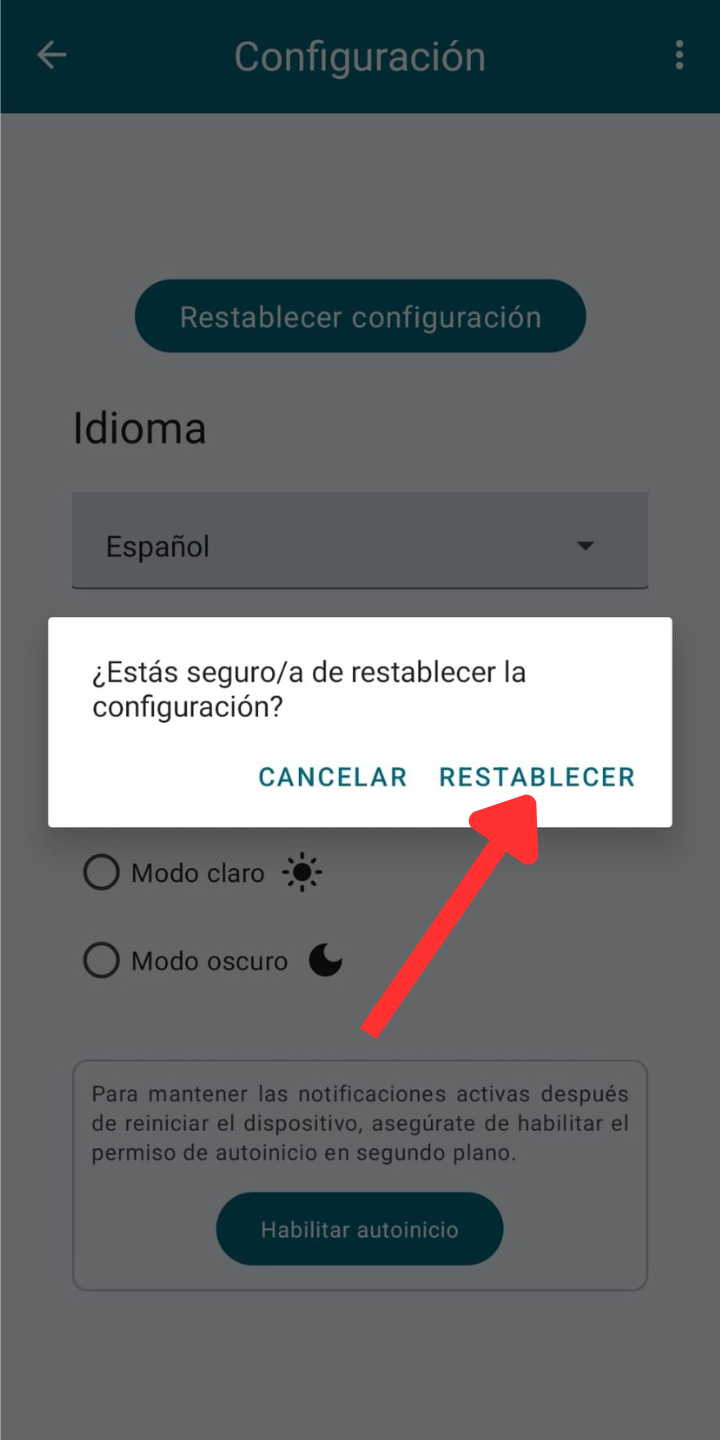 Configuración
Restablecer configuración
Idioma
Español
¿Estás seguro/a de restablecer la
configuración?
CANCELAR RESTABLECER
Modo claro
Modo oscuro
Para mantener las notificaciones activas después
de reiniciar el dispositivo, asegúrate de habilitar el
permiso de autoinicio en segundo plano.
Habilitar autoinicio